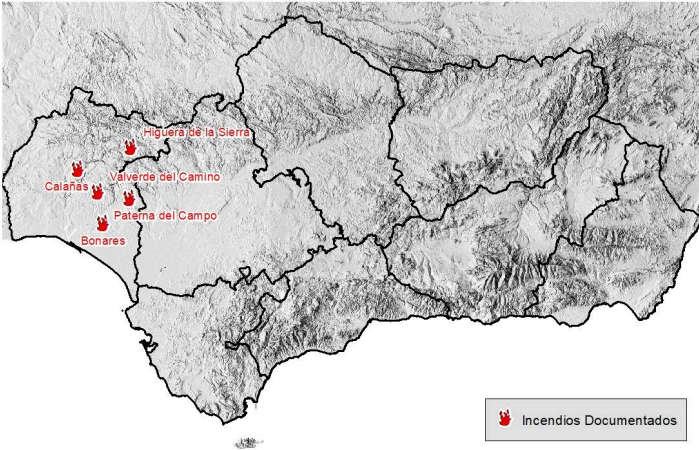 Higuera de la Sierra
Valverde del Camino
Calañas
Paterna del Campo
Bonares
Incendios Documentados